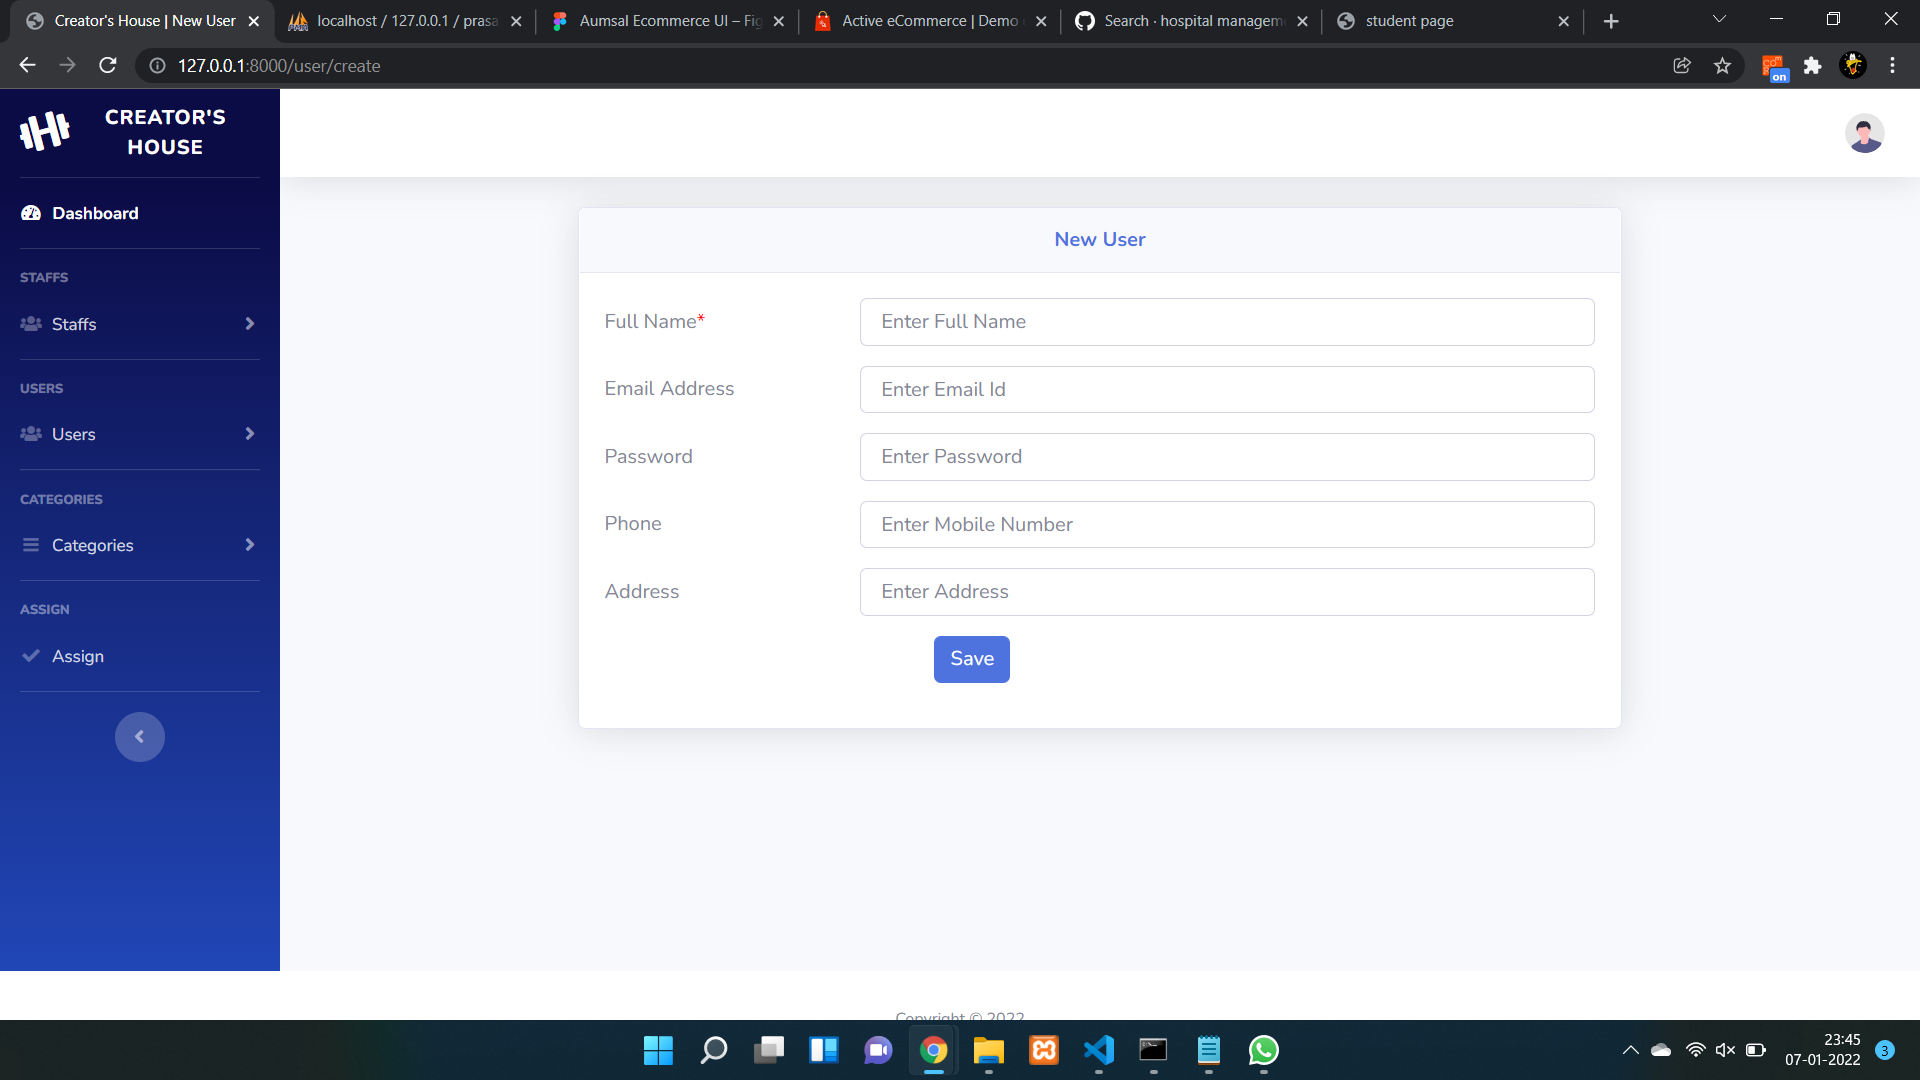 Creator's House | New User
localhost / 127.0.0.1 / prasa
Aumsal Ecommerce UI – Fig
Active eCommerce | Demo
Search · hospital managem
student page
127.0.0.1:8000/user/create
on
CREATOR'S
HOUSE
Dashboard
STAFFS
Staffs
USERS
Users
CATEGORIES
Categories
ASSIGN
Assign
New User
Full Name*
Enter Full Name
Email Address
Enter Email Id
Password
Enter Password
Phone
Enter Mobile Number
Address
Enter Address
Save
Copyright © 2022
23:45
07-01-2022
3